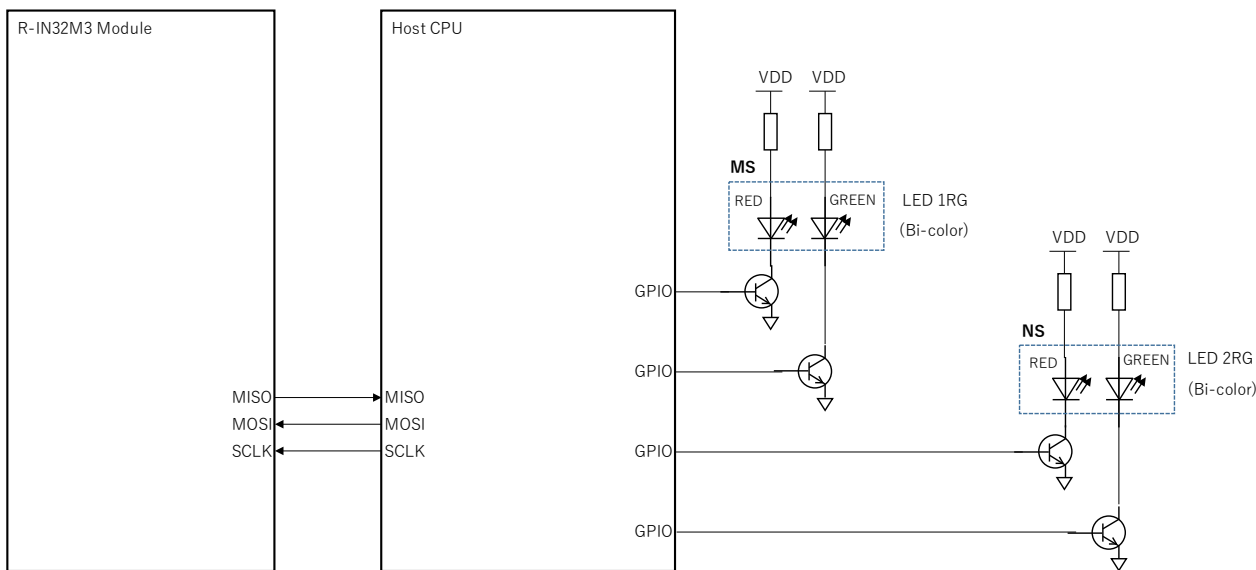 R-IN32M3 Module
Host CPU
VDD VDD
MS
RED GREEN
LED 1RG
(Bi-color)
VDD VDD
GPIO
NS
RED GREEN
LED 2RG
(Bi-color)
GPIO
MISO MISO
MOSI MOSI
SCLK SCLK
GPIO
GPIO